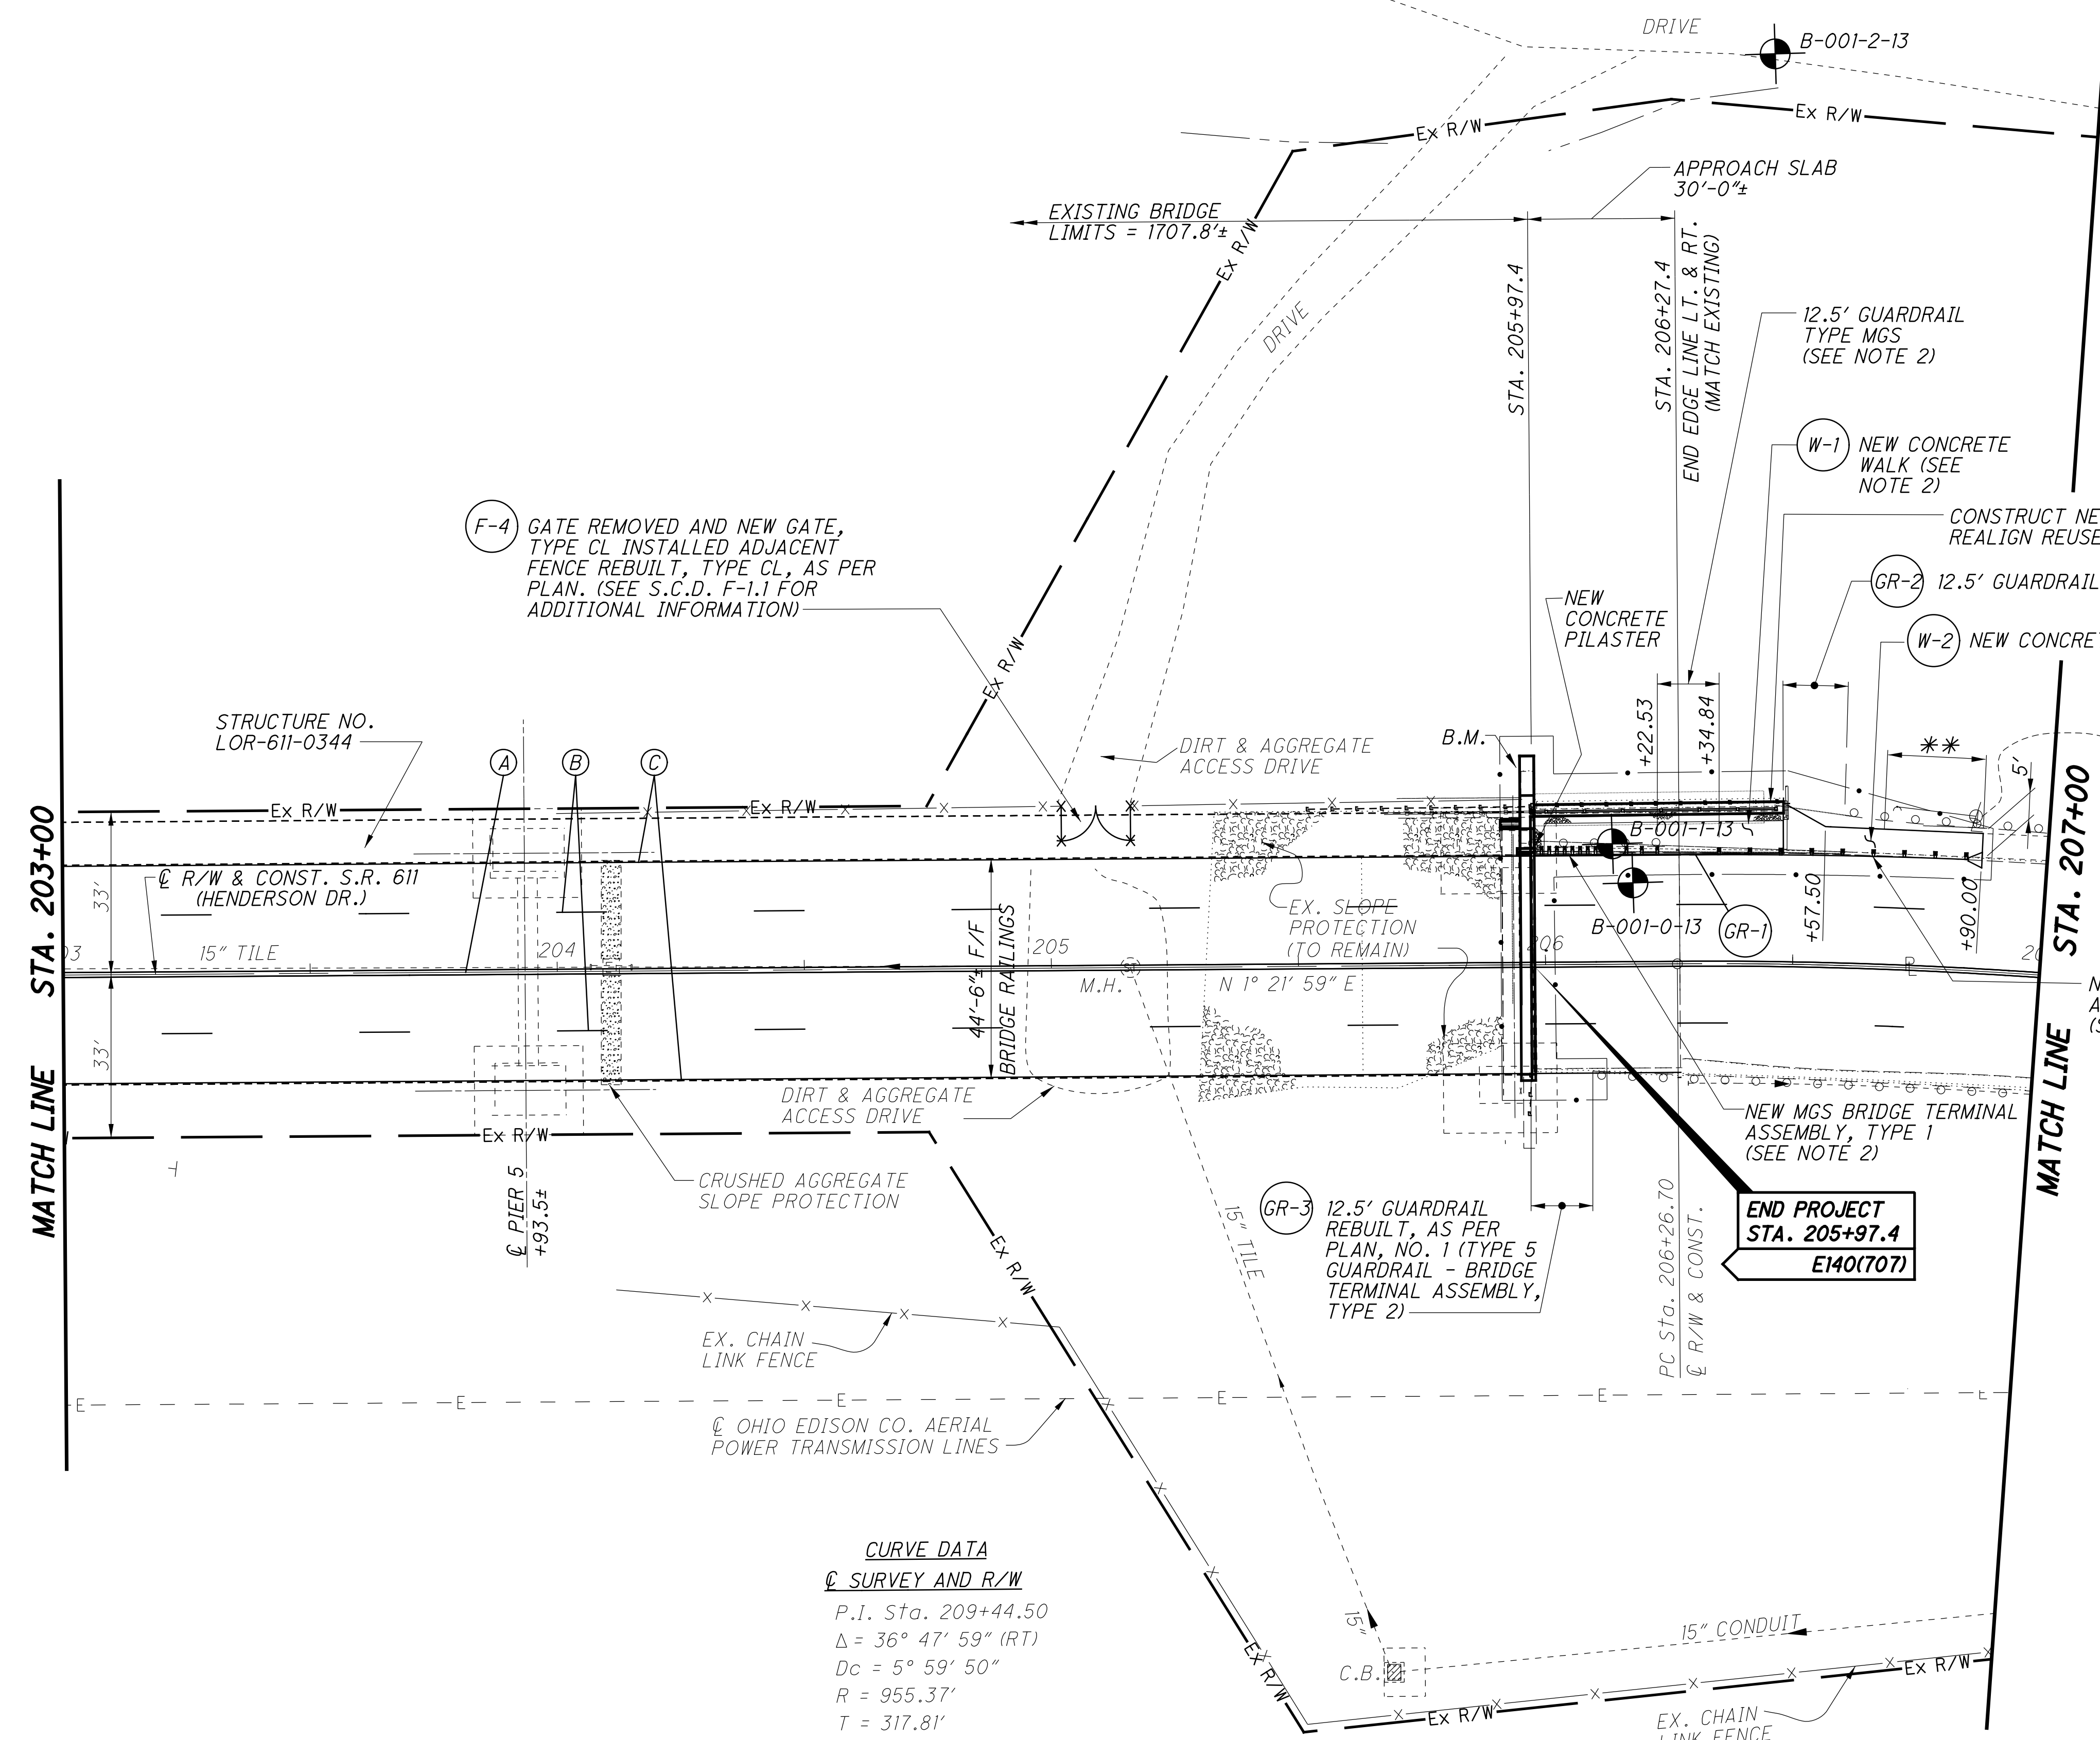 DRIVE
B-001-2-13
Ex R/W
Ex R/W
APPROACH SLAB
30'-0"±
EXISTING BRIDGE
LIMITS = 1707.8'±
Ex R/W
STA. 205+97.4
STA. 206+27.4
END EDGE LINE LT. & RT.
(MATCH EXISTING)
DRIVE
12.5' GUARDRAIL
TYPE MGS
(SEE NOTE 2)
W-1
NEW CONCRETE
WALK (SEE
NOTE 2)
CONSTRUCT NE
REALIGN REUSE
F-4
GATE REMOVED AND NEW GATE,
TYPE CL INSTALLED ADJACENT
FENCE REBUILT, TYPE CL, AS PER
PLAN. (SEE S.C.D. F-1.1 FOR
ADDITIONAL INFORMATION)
GR-2
12.5' GUARDRAIL
NEW
CONCRETE
PILASTER
W-2
NEW CONCRE
Ex R/W
STRUCTURE NO.
LOR-611-0344
A
B
C
DIRT & AGGREGATE
ACCESS DRIVE
B.M.
+22.53
+34.84
**
5'
MATCH LINE STA. 203+00
MATCH LINE STA. 207+00
Ex R/W
Ex R/W
33'
33'
℄ R/W & CONST. S.R. 611
(HENDERSON DR.)
B-001-1-13
B-001-0-13
GR-1
+57.50
+90.00
44'-6"± F/F
BRIDGE RAILINGS
EX. SLOPE
PROTECTION
(TO REMAIN)
03
15" TILE
204
205
206
20
M.H.
N 1° 21' 59" E
N
A
(S
DIRT & AGGREGATE
ACCESS DRIVE
NEW MGS BRIDGE TERMINAL
ASSEMBLY, TYPE 1
(SEE NOTE 2)
Ex R/W
℄ PIER 5
+93.5±
CRUSHED AGGREGATE
SLOPE PROTECTION
GR-3
12.5' GUARDRAIL
REBUILT, AS PER
PLAN, NO. 1 (TYPE 5
GUARDRAIL - BRIDGE
TERMINAL ASSEMBLY,
TYPE 2)
END PROJECT
STA. 205+97.4
E140(707)
PC Sta. 206+26.70
℄ R/W & CONST.
15" TILE
Ex R/W
EX. CHAIN
LINK FENCE
E
E
E
E
E
E
℄ OHIO EDISON CO. AERIAL
POWER TRANSMISSION LINES
CURVE DATA
℄ SURVEY AND R/W
P.I. Sta. 209+44.50
Δ = 36° 47' 59" (RT)
Dc = 5° 59' 50"
R = 955.37'
T = 317.81'
15"
C.B.
15" CONDUIT
Ex R/W
Ex R/W
Ex R/W
EX. CHAIN
LINK FENCE